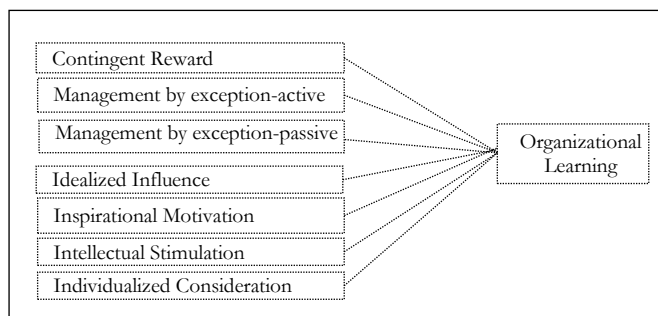 Contingent Reward
Management by exception-active
Management by exception-passive
Idealized Influence
Inspirational Motivation
Intellectual Stimulation
Individualized Consideration
Organizational
Learning